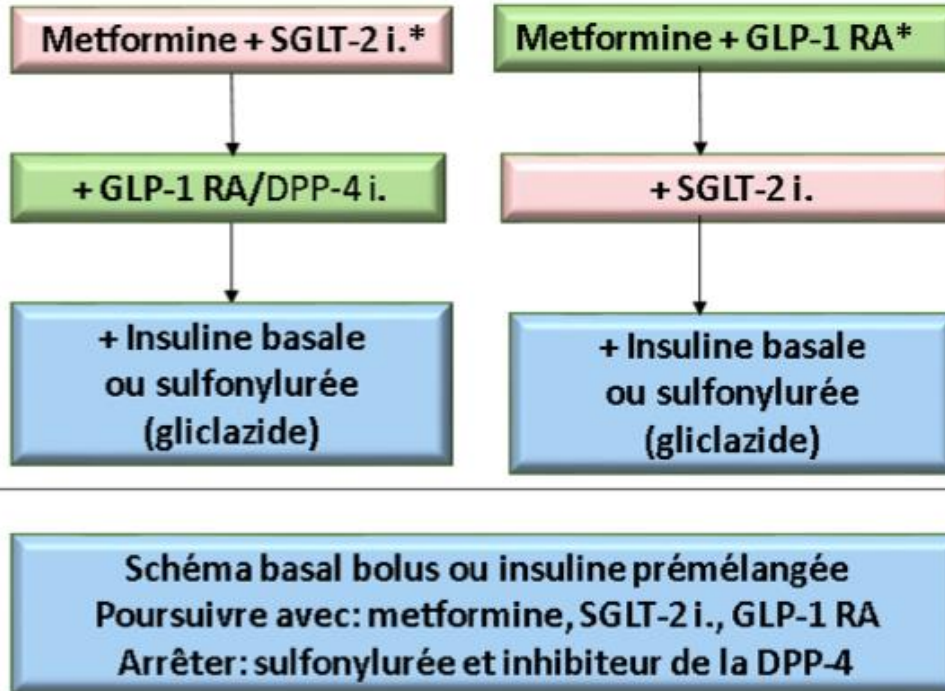 Metformine + SGLT-2 i.*
Metformine + GLP-1 RA*
+ GLP-1 RA/DPP-4 i.
+ SGLT-2 i.
+ Insuline basale
ou sulfonylurée
(gliclazide)
+ Insuline basale
ou sulfonylurée
(gliclazide)
Schéma basal bolus ou insuline prémélangée
Poursuivre avec: metformine, SGLT-2 i., GLP-1 RA
Arrêter: sulfonylurée et inhibiteur de la DPP-4